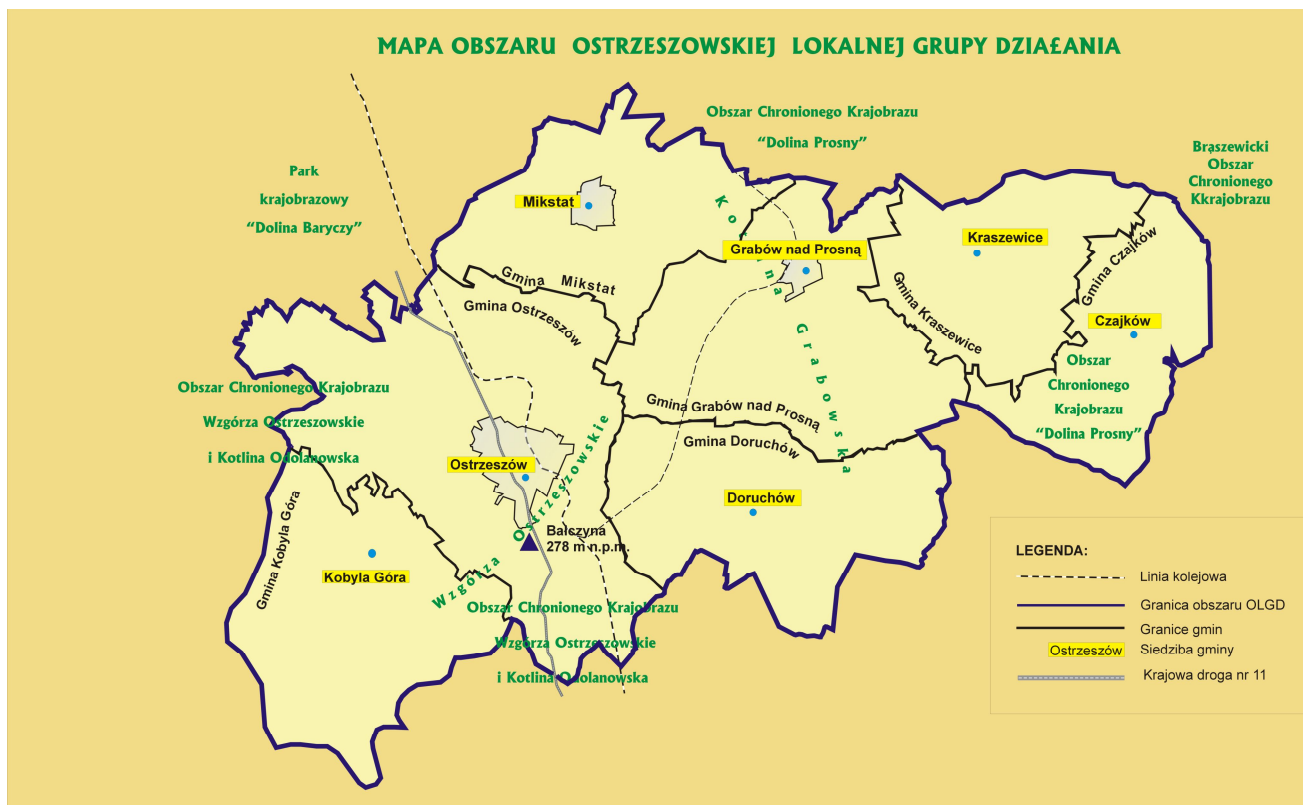 MAPA OBSZARU OSTRZESZOWSKIEJ LOKALNEJ GRUPY DZIA£ANIA
Obszar Chronionego Krajobrazu
"Dolina Prosny"
Brąszewicki
Obszar
Chronionego
Kkrajobrazu
Park
krajobrazowy
"Dolina Baryczy"
Mikstat
Grabów nad Prosną
Kraszewice
Czajków
Gmina Czajków
Gmina Kraszewice
Gmina Mikstat
Gmina Ostrzeszów
Kotlina Grabowska
Obszar Chronionego Krajobrazu
Wzgórza Ostrzeszowskie
i Kotlina Odolanowska
Obszar
Chronionego
Krajobrazu
"Dolina Prosny"
Gmina Grabów nad Prosną
Gmina Doruchów
Ostrzeszów
Doruchów
Wzgórza Ostrzeszowskie
Bałczyna
278 m n.p.m.
Kobyla Góra
Gmina Kobyla Góra
Obszar Chronionego Krajobrazu
Wzgórza Ostrzeszowskie
i Kotlina Odolanowska
LEGENDA:
Linia kolejowa
Granica obszaru OLGD
Granice gmin
Ostrzeszów Siedziba gminy
Krajowa droga nr 11